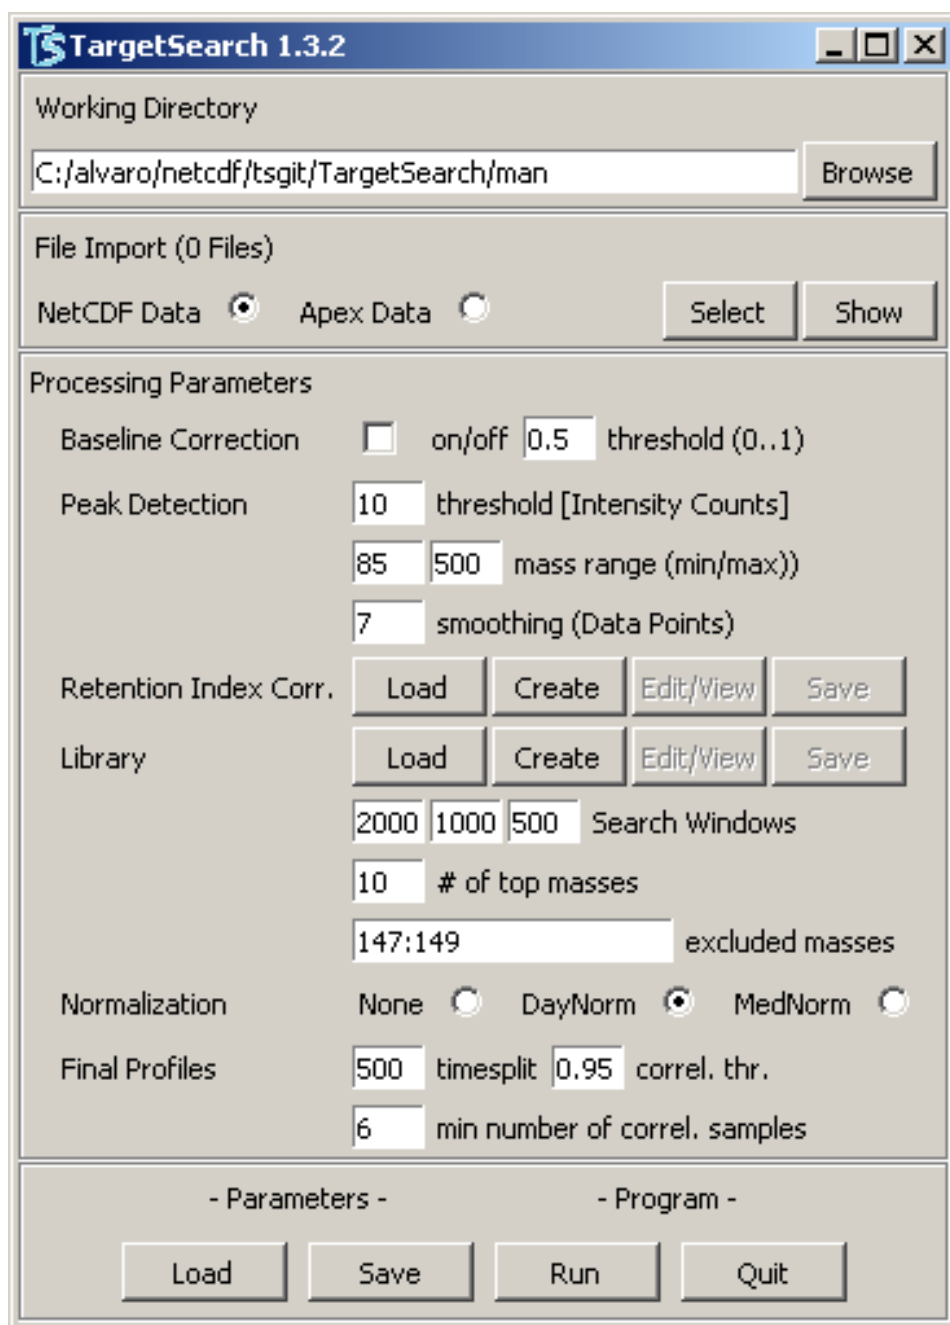 TS TargetSearch 1.3.2
Working Directory
C:/alvaro/netcdf/tsgit/TargetSearch/man Browse
File Import (0 Files)
NetCDF Data Apex Data Select Show
Processing Parameters
Baseline Correction on/off 0.5 threshold (0..1)
Peak Detection 10 threshold [Intensity Counts]
85 500 mass range (min/max))
7 smoothing (Data Points)
Retention Index Corr. Load Create Edit/View Save
Library Load Create Edit/View Save
2000 1000 500 Search Windows
10 # of top masses
147:149 excluded masses
Normalization None DayNorm MedNorm
Final Profiles 500 timesplit 0.95 correl. thr.
6 min number of correl. samples
- Parameters - - Program -
Load Save Run Quit